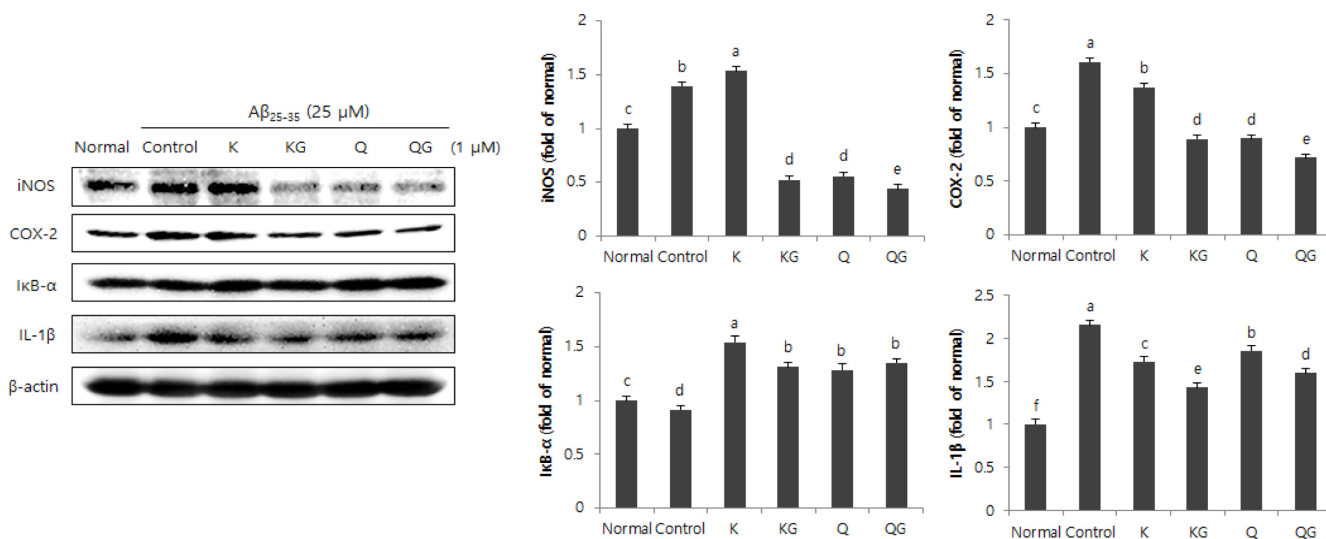 Aβ25-35 (25 μM)
Normal Control K KG Q QG (1 μM)
iNOS
COX-2
IκB-α
IL-1β
β-actin
iNOS (fold of normal)
2
1.5
1
0.5
0
c b a d d e
Normal Control K KG Q QG
COX-2 (fold of normal)
2
1.5
1
0.5
0
c a b d d e
Normal Control K KG Q QG
IκB-α (fold of normal)
2
1.5
1
0.5
0
c d a b b b
Normal Control K KG Q QG
IL-1β (fold of normal)
2.5
2
1.5
1
0.5
0
f a c e b d
Normal Control K KG Q QG